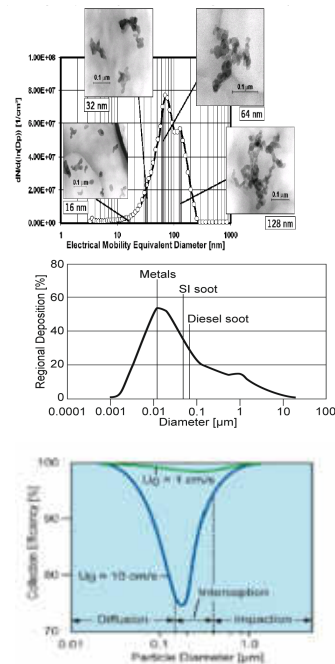 0.1 µm
32 nm
0.1 µm
64 nm
0.1 µm
16 nm
0.1 µm
128 nm
dN/d(ln(Dp)) [1/cm³]
1.00E+08
8.00E+07
6.00E+07
4.00E+07
2.00E+07
0.00E+00
1 10 100 1000
Electrical Mobility Equivalent Diameter [nm]
Regional Deposition [%]
80
60
40
20
0
Metals
SI soot
Diesel soot
0.0001 0.001 0.01 0.1 1 10 100
Diameter [µm]
Collection Efficiency [%]
100
90
80
70
Ug = 1 cm/s
Ug = 10 cm/s
Interception
Diffusion
Impaction
0.01 0.1 1.0
Particle Diameter [µm]